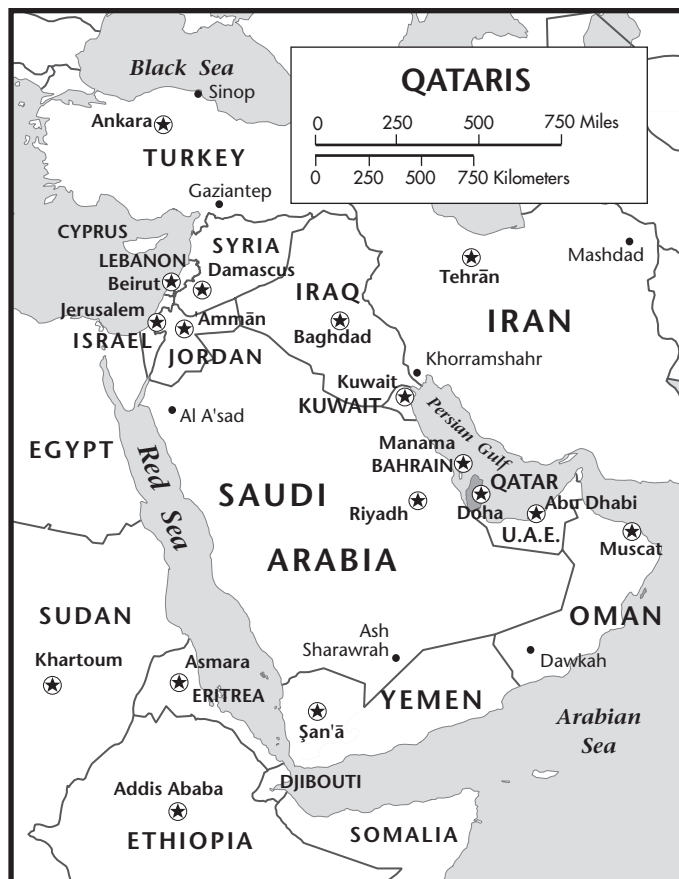 Black Sea
Sinop
QATARIS
0 250 500 750 Miles
0 250 500 750 Kilometers
Ankara
TURKEY
Gaziantep
CYPRUS
SYRIA
LEBANON
Damascus
Beirut
Jerusalem
'Ammān
ISRAEL
JORDAN
IRAQ
Baghdad
Tehrān
Mashdad
IRAN
Khorramshahr
Kuwait
KUWAIT
Al A'sad
EGYPT
Red Sea
Persian Gulf
Manama
BAHRAIN
QATAR
SAUDI
Riyadh
Doha
Abu Dhabi
U.A.E.
Muscat
ARABIA
OMAN
SUDAN
Ash
Sharawrah
Dawkah
Khartoum
Asmara
ERITREA
YEMEN
Şan'ā
Arabian
Sea
DJIBOUTI
Addis Ababa
ETHIOPIA
SOMALIA